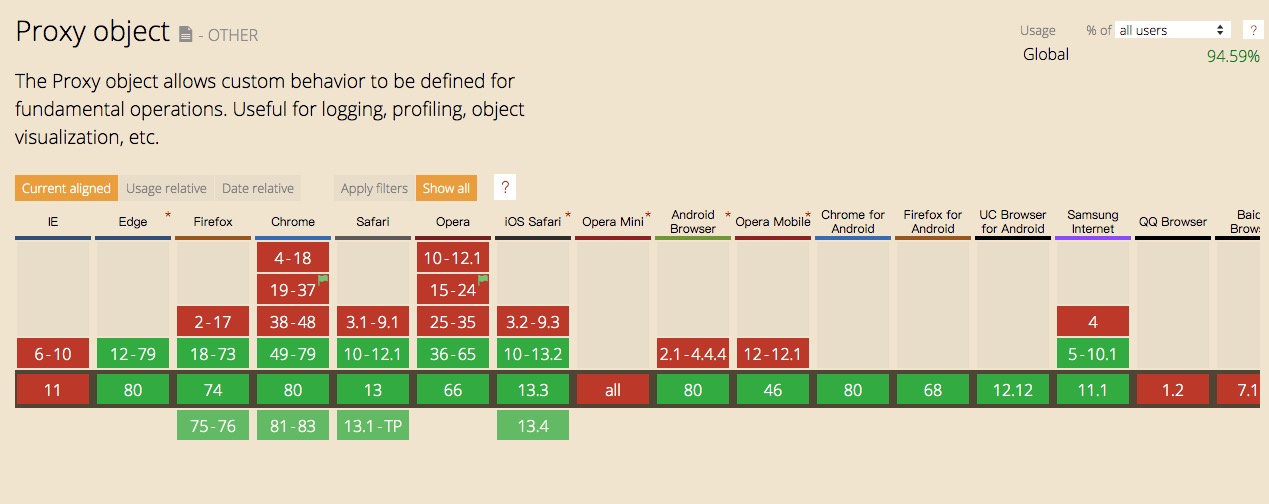 Proxy object - OTHER
Usage % of all users ?
Global 94.59%
The Proxy object allows custom behavior to be defined for
fundamental operations. Useful for logging, profiling, object
visualization, etc.
Current aligned Usage relative Date relative Apply filters Show all ?
IE Edge * Firefox Chrome Safari Opera iOS Safari * Opera Mini * Android Browser * Opera Mobile * Chrome for Android Firefox for Android UC Browser for Android Samsung Internet QQ Browser
4-18 10-12.1
19-37 15-24
2-17 38-48 3.1-9.1 25-35 3.2-9.3 4
6-10 12-79 18-73 49-79 10-12.1 36-65 10-13.2 2.1-4.4.4 12-12.1 5-10.1
11 80 74 80 13 66 13.3 all 80 46 80 68 12.12 11.1 1.2 7.1
75-76 81-83 13.1-TP 13.4